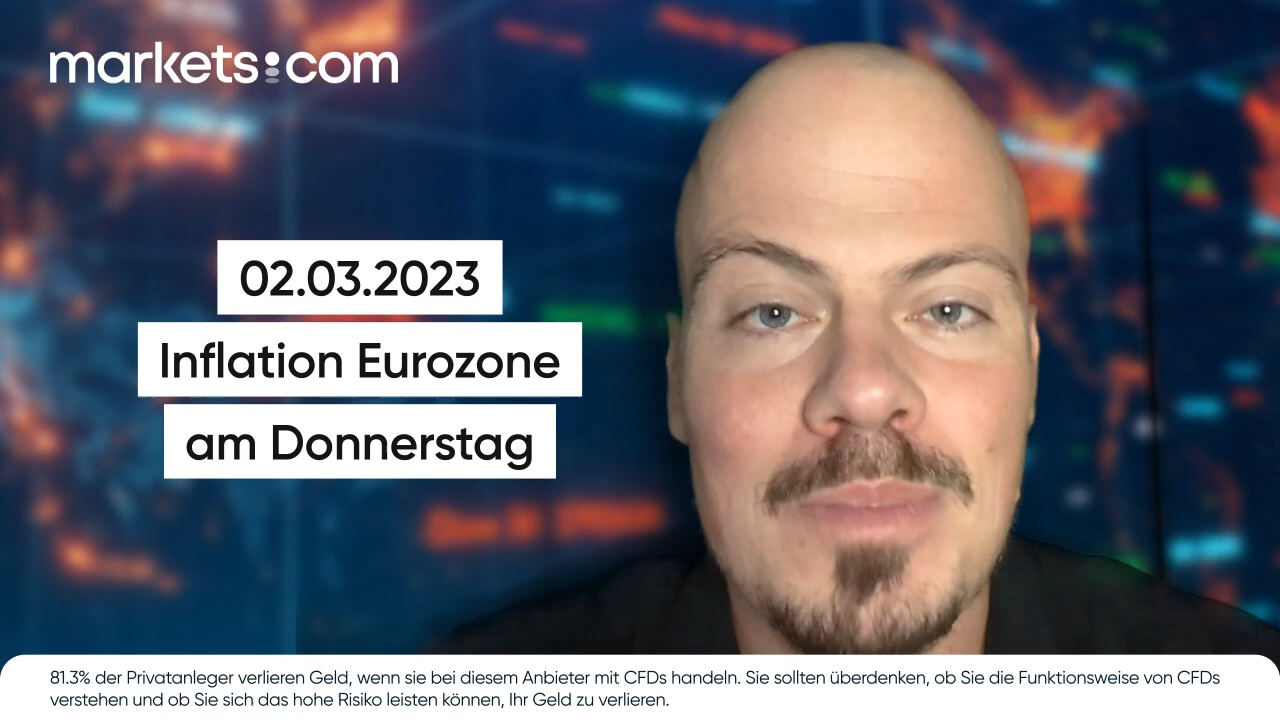 markets:com
02.03.2023
Inflation Eurozone
am Donnerstag
81.3% der Privatanleger verlieren Geld, wenn sie bei diesem Anbieter mit CFDs handeln. Sie sollten überdenken, ob Sie die Funktionsweise von CFDs
verstehen und ob Sie sich das hohe Risiko leisten können, Ihr Geld zu verlieren.